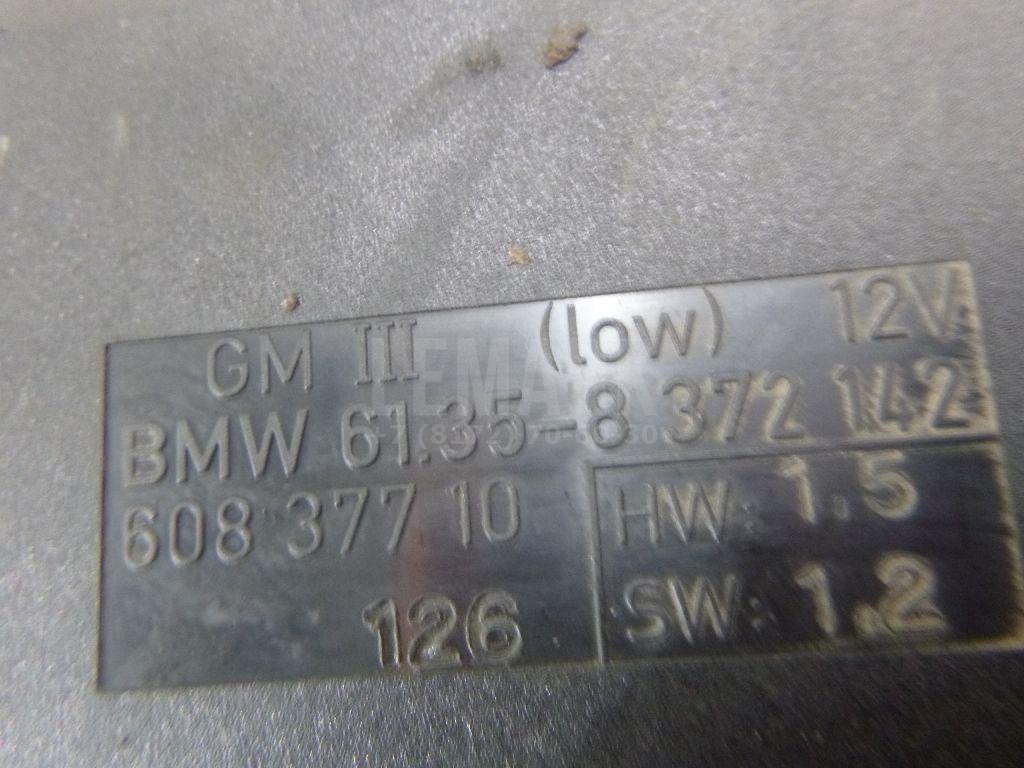 GM III (low) 12V
BMW 61.35-8 372 142
608 377 10
HW: 1.5
126
SW: 1.2